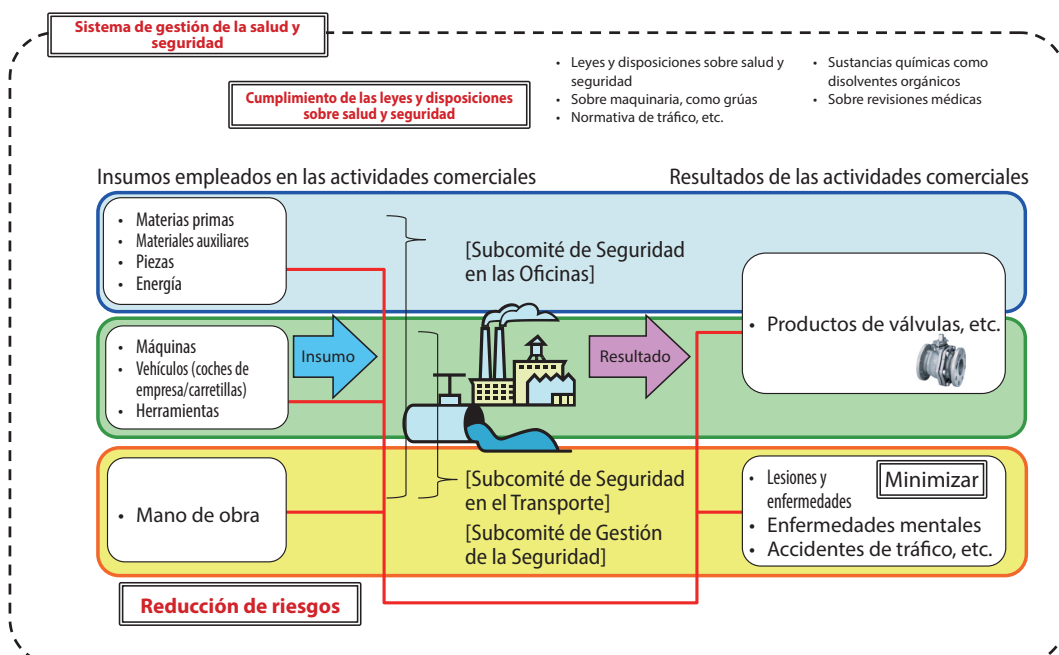 Sistema de gestión de la salud y
seguridad
Cumplimiento de las leyes y disposiciones
sobre salud y seguridad
• Leyes y disposiciones sobre salud y
seguridad
• Sobre maquinaria, como grúas
• Normativa de tráfico, etc.
• Sustancias químicas como
disolventes orgánicos
• Sobre revisiones médicas
Insumos empleados en las actividades comerciales
Resultados de las actividades comerciales
• Materias primas
• Materiales auxiliares
• Piezas
• Energía
[Subcomité de Seguridad
en las Oficinas]
• Máquinas
• Vehículos (coches de
empresa/carretillas)
• Herramientas
Insumo
Resultado
• Productos de válvulas, etc.
• Mano de obra
[Subcomité de Seguridad
en el Transporte]
[Subcomité de Gestión
de la Seguridad]
• Lesiones y
enfermedades
Minimizar
• Enfermedades mentales
• Accidentes de tráfico, etc.
Reducción de riesgos